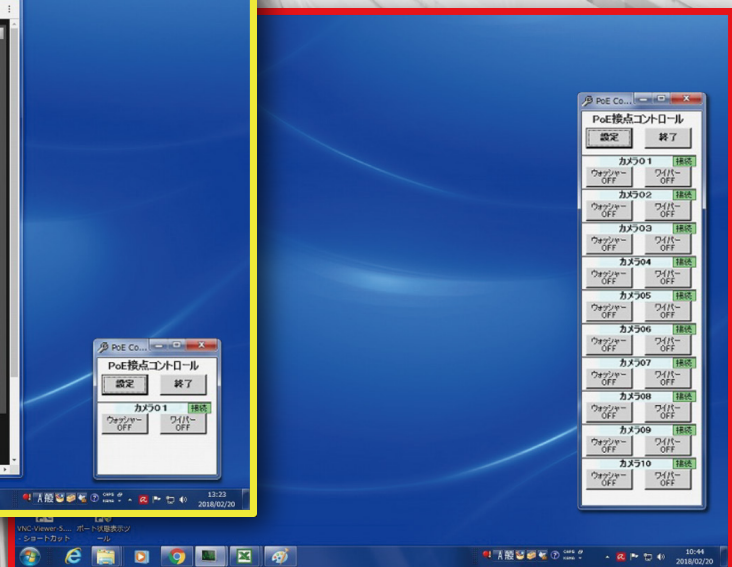 PoE Co...
PoE接点コントロール
設定 終了
カメラ01 接続
ウォッシャー OFF ワイパー OFF
13:23
2018/02/20
PoE Co...
PoE接点コントロール
設定 終了
カメラ01 接続
ウォッシャー OFF ワイパー OFF
カメラ02 接続
ウォッシャー OFF ワイパー OFF
カメラ03 接続
ウォッシャー OFF ワイパー OFF
カメラ04 接続
ウォッシャー OFF ワイパー OFF
カメラ05 接続
ウォッシャー OFF ワイパー OFF
カメラ06 接続
ウォッシャー OFF ワイパー OFF
カメラ07 接続
ウォッシャー OFF ワイパー OFF
カメラ08 接続
ウォッシャー OFF ワイパー OFF
カメラ09 接続
ウォッシャー OFF ワイパー OFF
カメラ10 接続
ウォッシャー OFF ワイパー OFF
VNC-Viewer-5.... ポート状態表示ツ
- ショートカット ール
10:44
2018/02/20